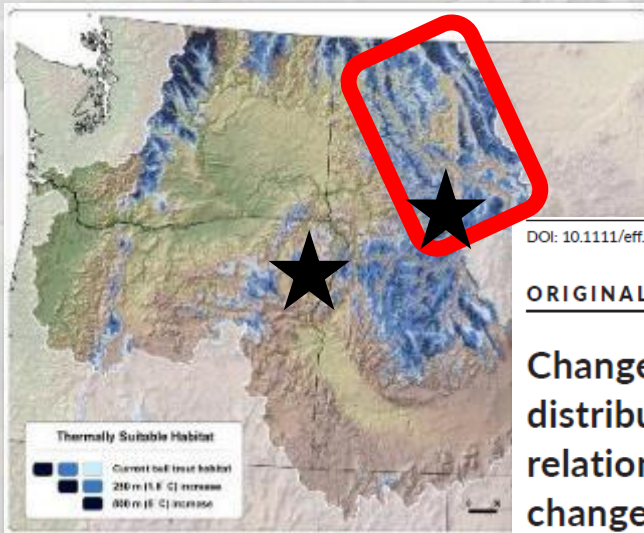 Thermally Suitable Habitat
Current bull trout habitat
250 m (1.6° C) increase
800 m (5° C) increase
DOI: 10.1111/eff.
ORIGINAL
Change
distribu
relation
change